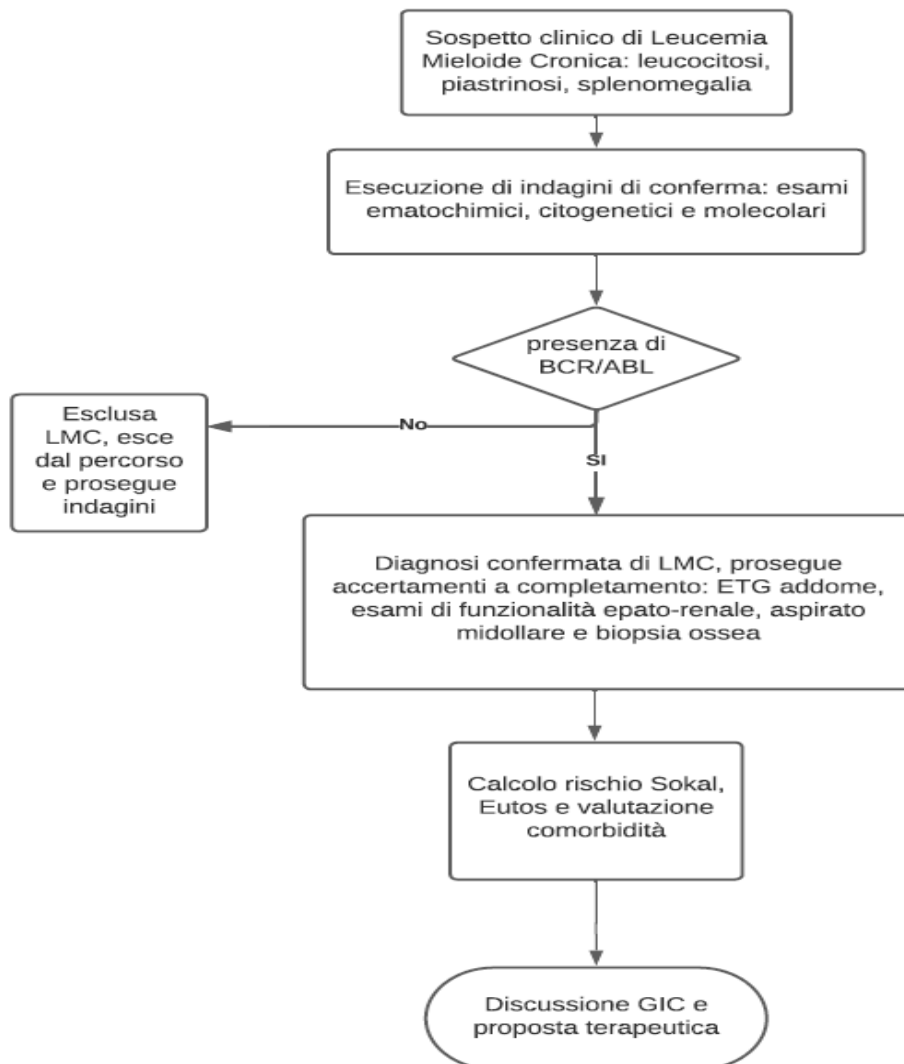 Sospetto clinico di Leucemia
Mieloide Cronica: leucocitosi,
piastrinosi, splenomegalia
Esecuzione di indagini di conferma: esami
ematochimici, citogenetici e molecolari
presenza di
BCR/ABL
No
SI
Esclusa
LMC, esce
dal percorso
e prosegue
indagini
Diagnosi confermata di LMC, prosegue
accertamenti a completamento: ETG addome,
esami di funzionalità epato-renale, aspirato
midollare e biopsia ossea
Calcolo rischio Sokal,
Eutos e valutazione
comorbidità
Discussione GIC e
proposta terapeutica